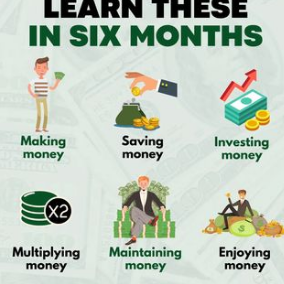 LEARN THESE
IN SIX MONTHS
Making
money
Saving
money
Investing
money
X2
Multiplying
money
Maintaining
money
Enjoying
money